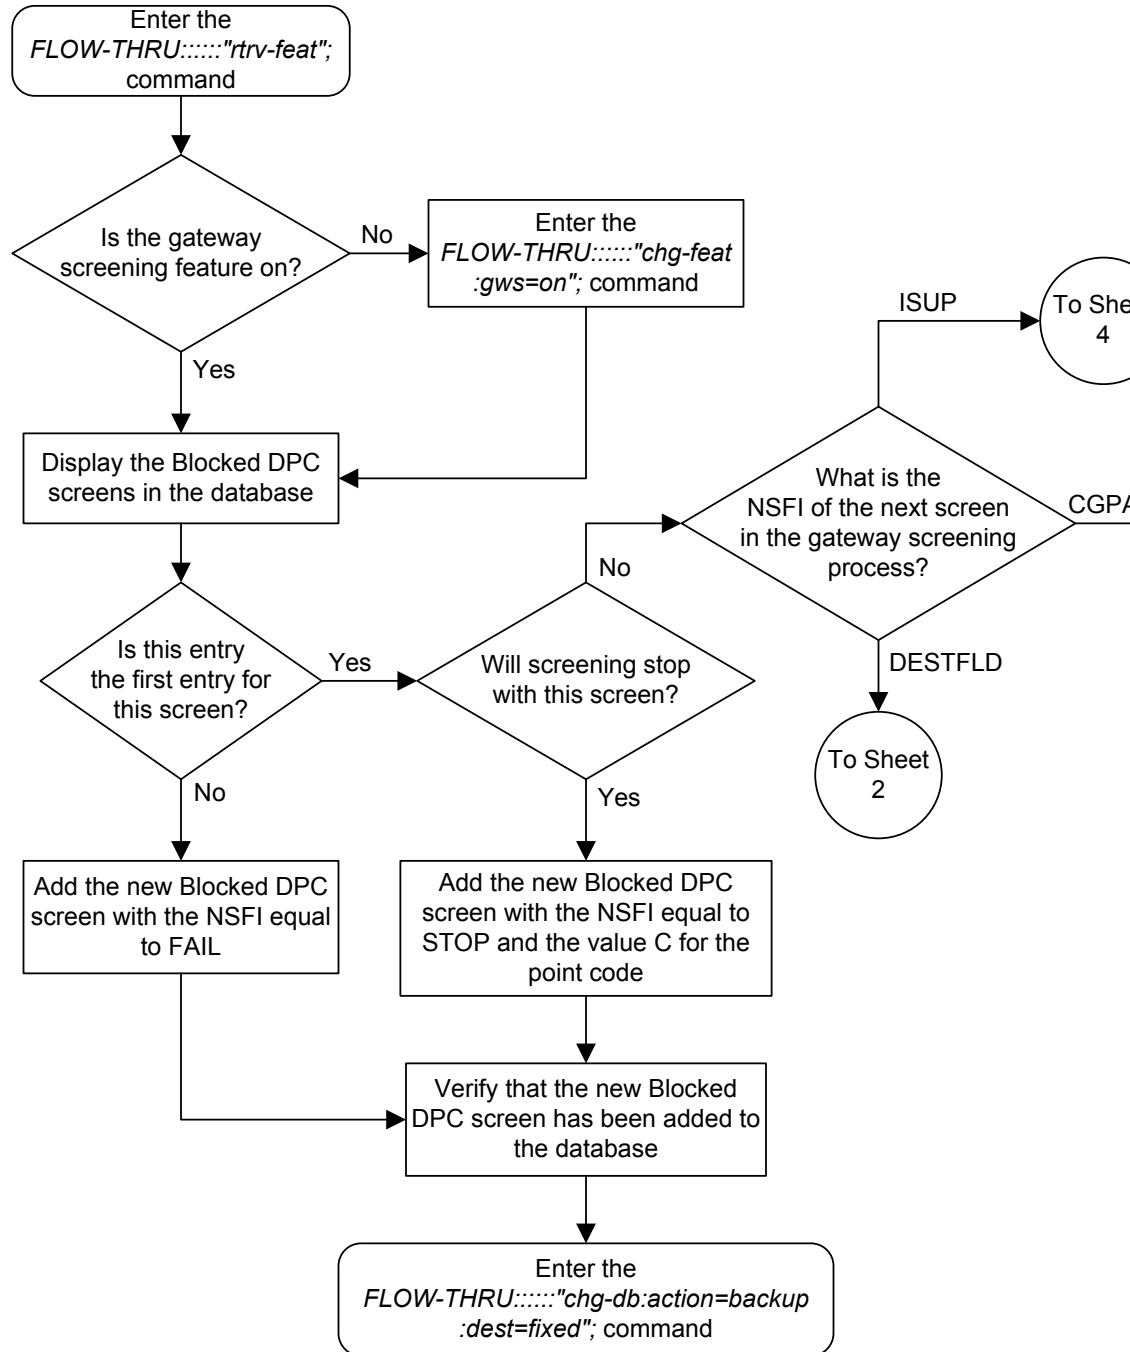 Enter the
FLOW-THRU::::::"rtrv-feat";
command
Is the gateway
screening feature on?
No
Enter the
FLOW-THRU::::::"chg-feat
:gws=on"; command
Yes
Display the Blocked DPC
screens in the database
Is this entry
the first entry for
this screen?
Yes
Will screening stop
with this screen?
No
What is the
NSFI of the next screen
in the gateway screening
process?
ISUP
To
4
DESTFLD
To Sheet
2
No
Add the new Blocked DPC
screen with the NSFI equal
to FAIL
Yes
Add the new Blocked DPC
screen with the NSFI equal to
STOP and the value C for the
point code
Verify that the new Blocked
DPC screen has been added to
the database
Enter the
FLOW-THRU::::::"chg-db:action=backup
:dest=fixed"; command